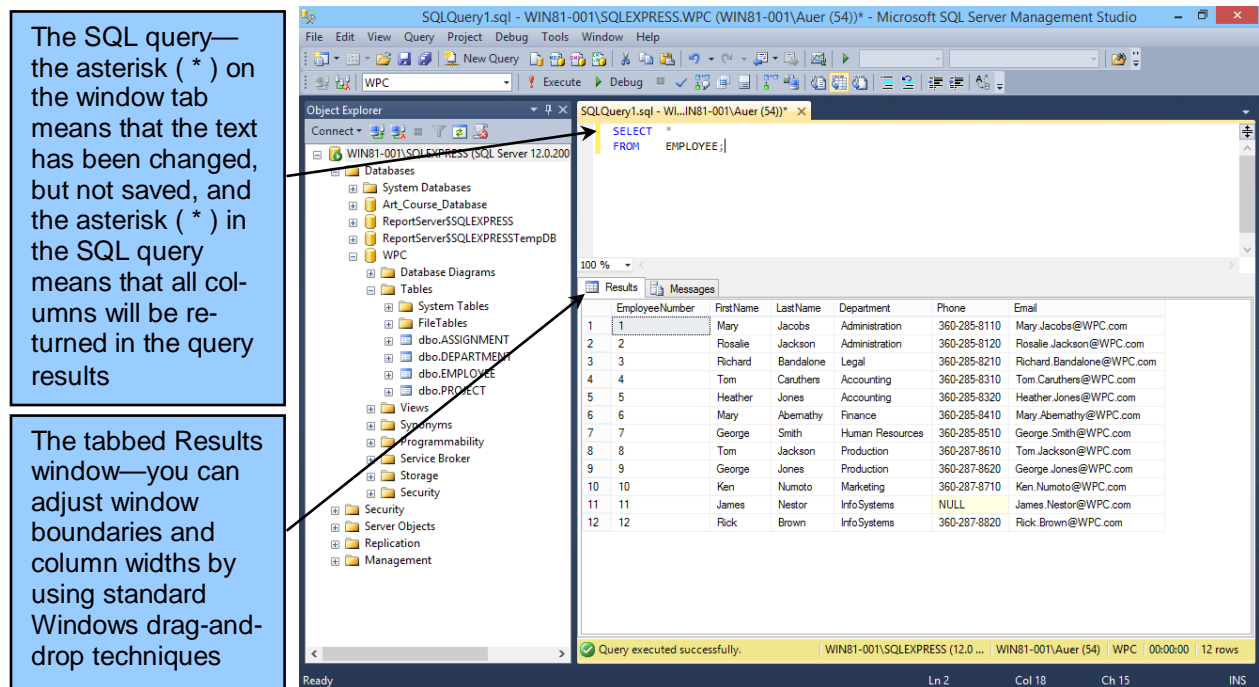 The SQL query—
the asterisk ( * ) on
the window tab
means that the text
has been changed,
but not saved, and
the asterisk ( * ) in
the SQL query
means that all col-
umns will be re-
turned in the query
results
The tabbed Results
window—you can
adjust window
boundaries and
column widths by
using standard
Windows drag-and-
drop techniques
SQLQuery1.sql - WIN81-001\SQLEXPRESS.WPC (WIN81-001\Auer (54))* - Microsoft SQL Server Management Studio
File Edit View Query Project Debug Tools Window Help
New Query
WPC Execute Debug
Object Explorer
Connect
WIN81-001\SQLEXPRESS (SQL Server 12.0.200
Databases
System Databases
Art_Course_Database
ReportServer$SQLEXPRESS
ReportServer$SQLEXPRESSTempDB
WPC
Database Diagrams
Tables
System Tables
FileTables
dbo.ASSIGNMENT
dbo.DEPARTMENT
dbo.EMPLOYEE
dbo.PROJECT
Views
Synonyms
Programmability
Service Broker
Storage
Security
Security
Server Objects
Replication
Management
SQLQuery1.sql - WI...IN81-001\Auer (54))*
SELECT *
FROM EMPLOYEE;
100 %
Results Messages
EmployeeNumber FirstName LastName Department Phone Email
1 1 Mary Jacobs Administration 360-285-8110 Mary.Jacobs@WPC.com
2 2 Rosalie Jackson Administration 360-285-8120 Rosalie.Jackson@WPC.com
3 3 Richard Bandalone Legal 360-285-8210 Richard.Bandalone@WPC.com
4 4 Tom Caruthers Accounting 360-285-8310 Tom.Caruthers@WPC.com
5 5 Heather Jones Accounting 360-285-8320 Heather.Jones@WPC.com
6 6 Mary Abernathy Finance 360-285-8410 Mary.Abernathy@WPC.com
7 7 George Smith Human Resources 360-285-8510 George.Smith@WPC.com
8 8 Tom Jackson Production 360-287-8610 Tom.Jackson@WPC.com
9 9 George Jones Production 360-287-8620 George.Jones@WPC.com
10 10 Ken Numoto Marketing 360-287-8710 Ken.Numoto@WPC.com
11 11 James Nestor InfoSystems NULL James.Nestor@WPC.com
12 12 Rick Brown InfoSystems 360-287-8820 Rick.Brown@WPC.com
Query executed successfully. WIN81-001\SQLEXPRESS (12.0 ... WIN81-001\Auer (54) WPC 00:00:00 12 rows
Ready Ln 2 Col 18 Ch 15 INS